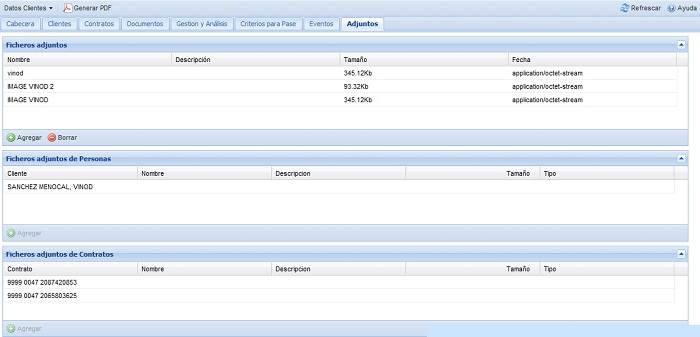 Datos Clientes Generar PDF Refrescar Ayuda
Cabecera Clientes Contratos Documentos Gestion y Análisis Criterios para Pase Eventos Adjuntos
Ficheros adjuntos
Nombre Descripción Tamaño Fecha
vinod 345.12Kb application/octet-stream
IMAGE VINOD 2 93.32Kb application/octet-stream
IMAGE VINOD 345.12Kb application/octet-stream
Agregar Borrar
Ficheros adjuntos de Personas
Cliente Nombre Descripcion Tamaño Tipo
SANCHEZ MENOCAL, VINOD
Agregar
Ficheros adjuntos de Contratos
Contrato Nombre Descripcion Tamaño Tipo
9999 0047 2087420853
9999 0047 2065803625
Agregar